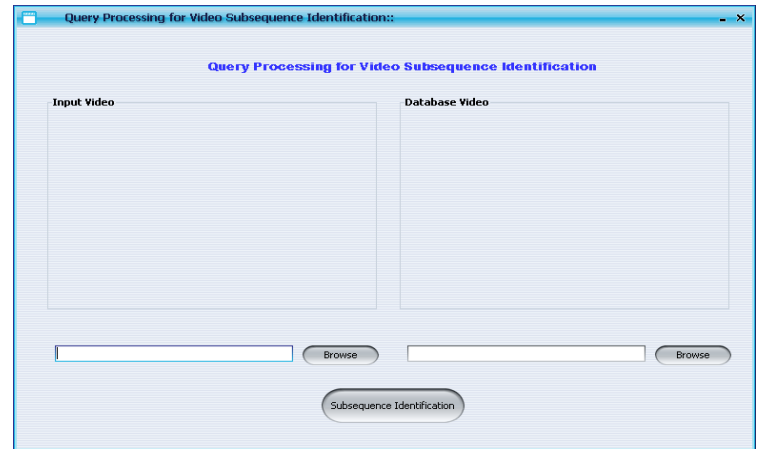 Query Processing for Video Subsequence Identification::
Query Processing for Video Subsequence Identification
Input Video
Database Video
Browse
Browse
Subsequence Identification